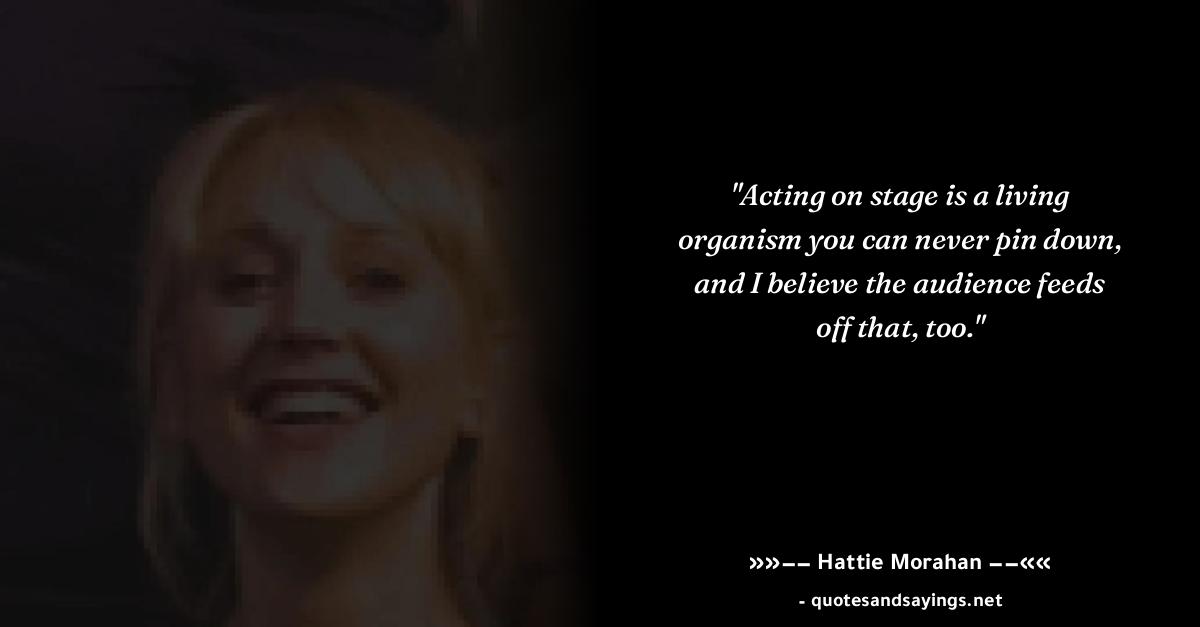 "Acting on stage is a living
organism you can never pin down,
and I believe the audience feeds
off that, too."
»»–– Hattie Morahan ––««
- quotesandsayings.net